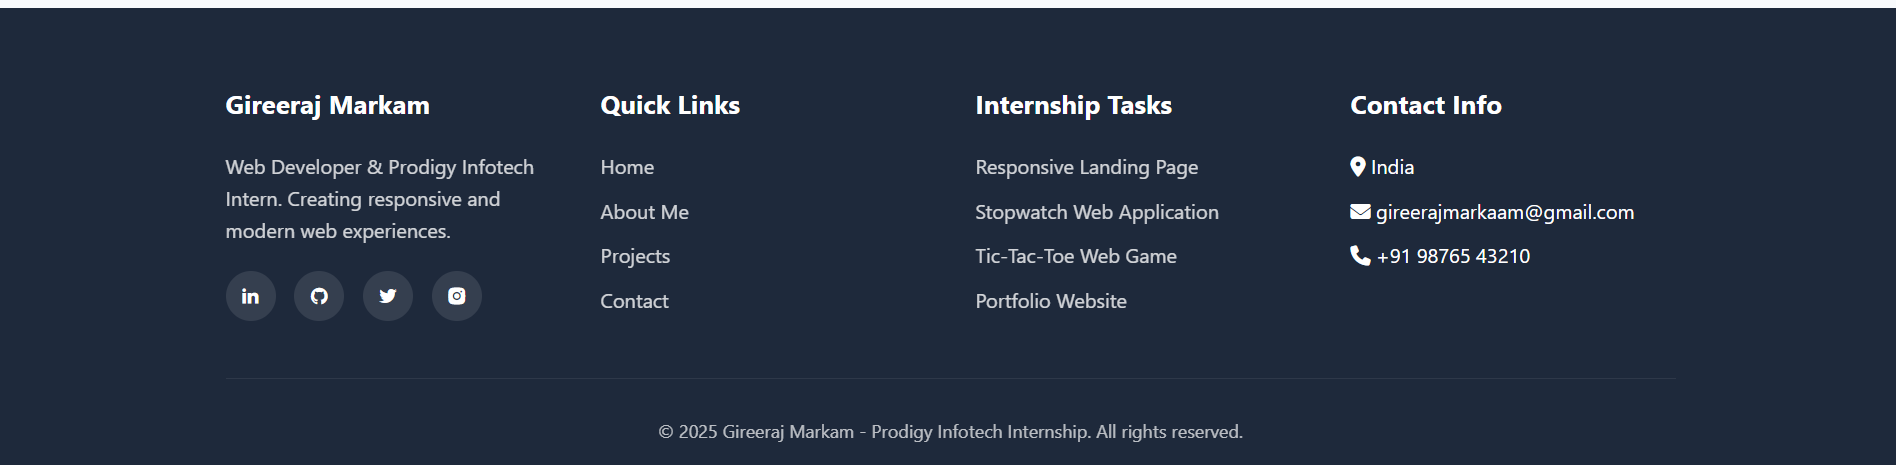 Gireeraj Markam
Web Developer & Prodigy Infotech
Intern. Creating responsive and
modern web experiences.
Quick Links
Home
About Me
Projects
Contact
Internship Tasks
Responsive Landing Page
Stopwatch Web Application
Tic-Tac-Toe Web Game
Portfolio Website
Contact Info
India
gireerajmarkaam@gmail.com
+91 98765 43210
© 2025 Gireeraj Markam - Prodigy Infotech Internship. All rights reserved.